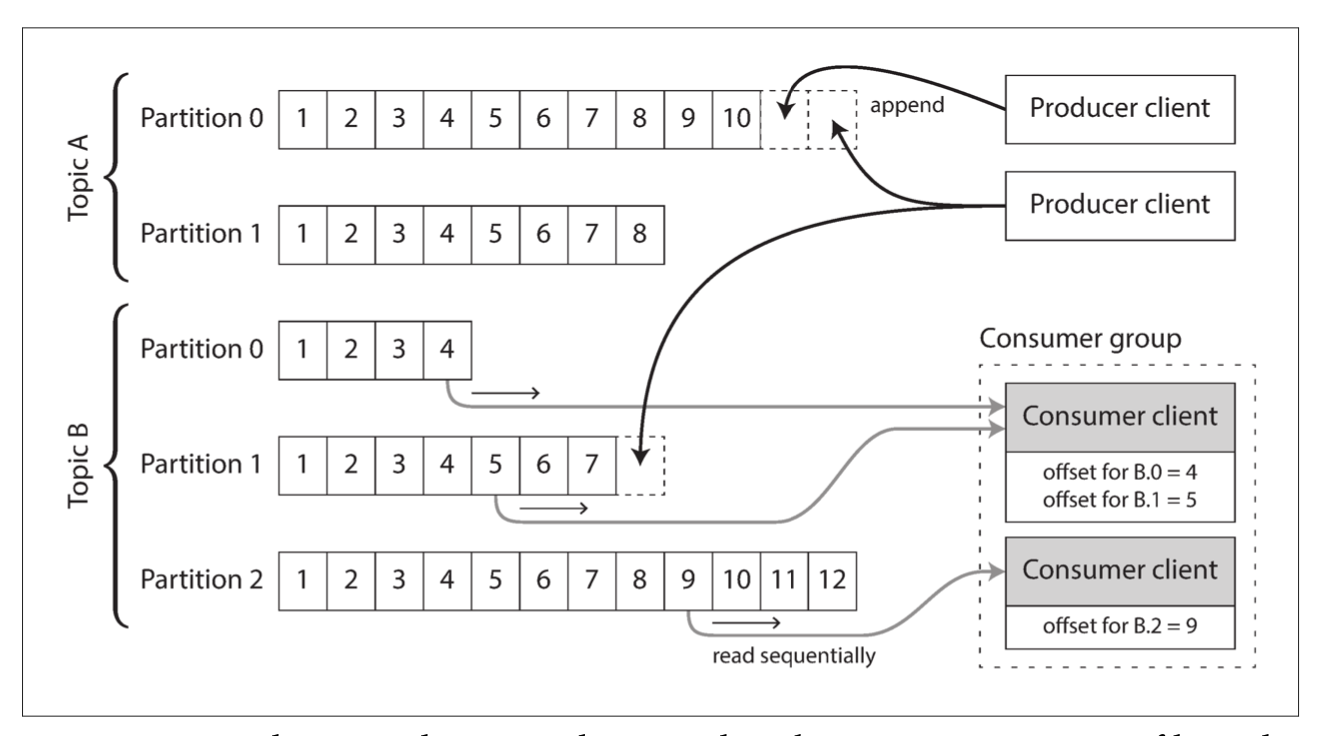 Topic A
Partition 0 1 2 3 4 5 6 7 8 9 10
append
Producer client
Producer client
Partition 1 1 2 3 4 5 6 7 8
Topic B
Partition 0 1 2 3 4
Consumer group
Consumer client
offset for B.0 = 4
offset for B.1 = 5
Partition 1 1 2 3 4 5 6 7
Partition 2 1 2 3 4 5 6 7 8 9 10 11 12
Consumer client
offset for B.2 = 9
read sequentially